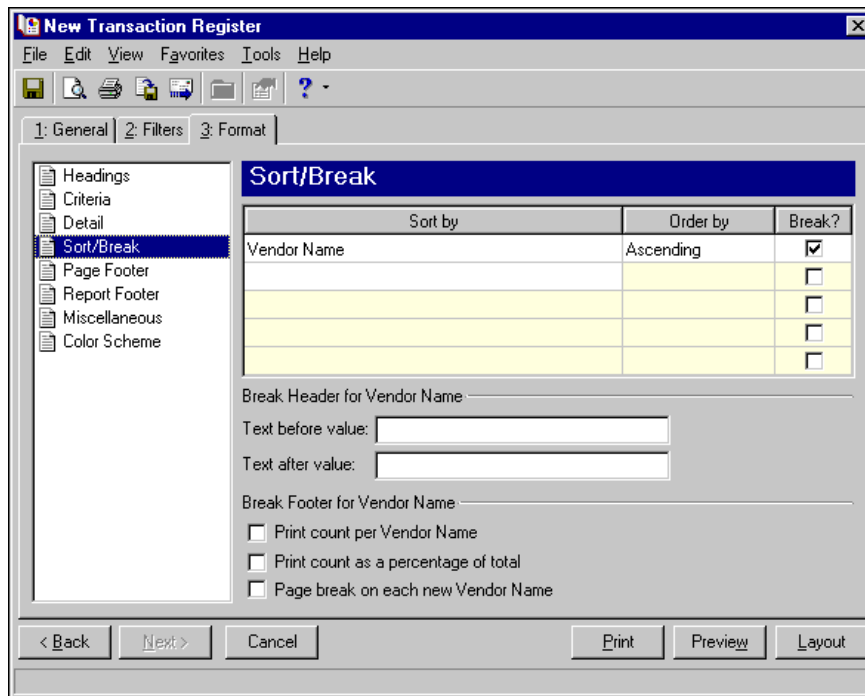 New Transaction Register
File Edit View Favorites Tools Help
1: General 2: Filters 3: Format
Headings
Criteria
Detail
Sort/Break
Page Footer
Report Footer
Miscellaneous
Color Scheme
Sort/Break
Sort by Order by Break?
Vendor Name Ascending
Break Header for Vendor Name
Text before value:
Text after value:
Break Footer for Vendor Name
Print count per Vendor Name
Print count as a percentage of total
Page break on each new Vendor Name
< Back Next > Cancel Print Preview Layout